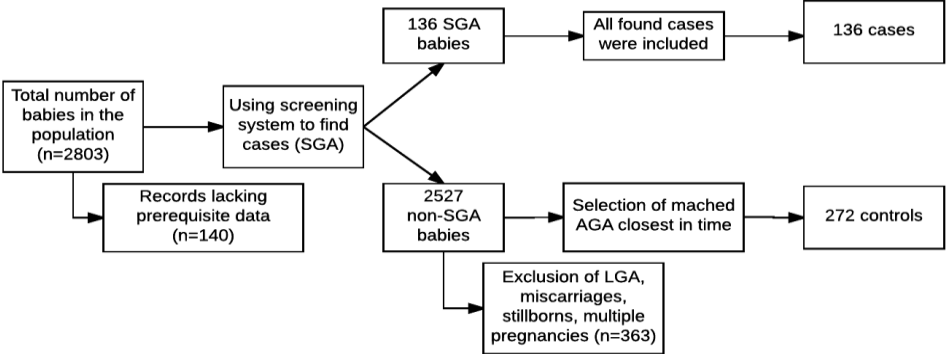 Total number of
babies in the
population
(n=2803)
Records lacking
prerequisite data
(n=140)
Using screening
system to find
cases (SGA)
136 SGA
babies
All found cases
were included
136 cases
2527
non-SGA
babies
Selection of mached
AGA closest in time
272 controls
Exclusion of LGA,
miscarriages,
stillborns, multiple
pregnancies (n=363)